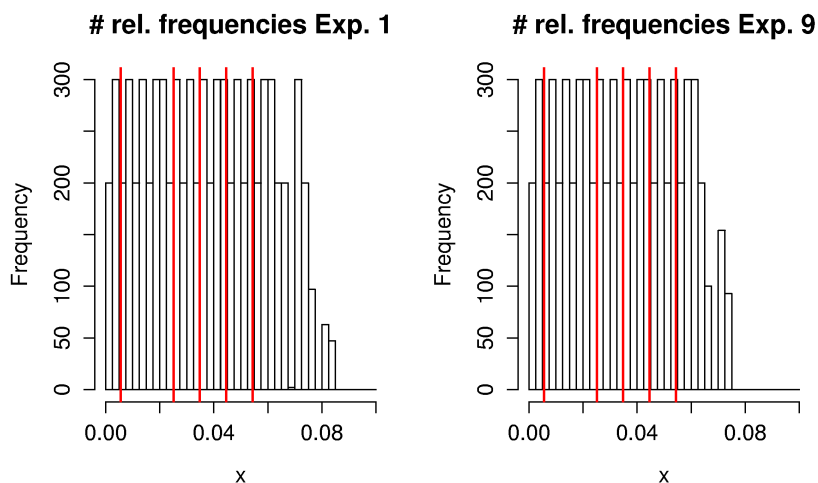 # rel. frequencies Exp. 1
Frequency
300
200
100
50
0
0.00 0.04 0.08
x
# rel. frequencies Exp. 9
Frequency
300
200
100
50
0
0.00 0.04 0.08
x